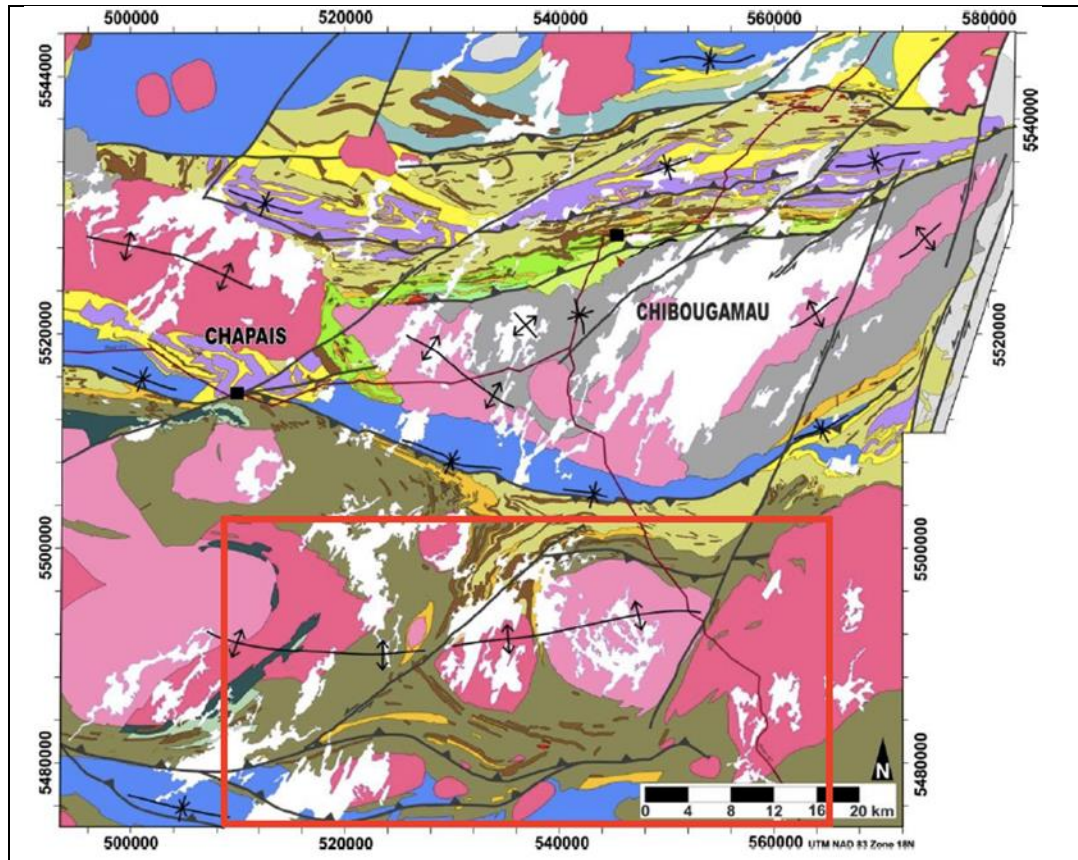 500000 520000 540000 560000 580000
5544000
5540000
CHIBOUGAMAU
CHAPAIS
5520000
5520000
5500000
5500000
5480000
5480000
N
0 4 8 12 16 20 km
500000 520000 540000 560000 UTM NAD 83 Zone 18N